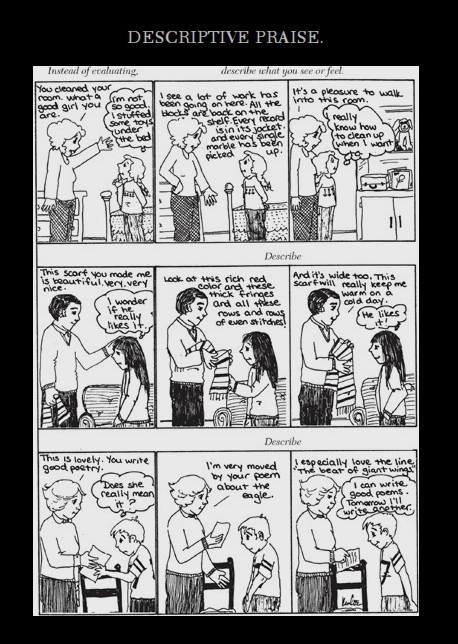 DESCRIPTIVE PRAISE.
Instead of evaluating,
describe what you see or feel.
You cleaned your
room. what a
good girl you
are.
I'm not
so good.
I stuffed
some toys
under
the bed
I see a lot of work has
been going on here. All the
blocks are back on the
shelf. Every record
is in its jacket.
and every single
marble has been
picked up.
It's a pleasure to walk
into this room.
I
really
know how
to clean up
when I want
Describe
This scarf you made me
is beautiful. Very, very
nice.
I wonder
if he
really
likes it.
Look at this rich red
color and these
thick fringes
and all these
rows and rows
of even stitches!
And it's wide too. This
scarf will really keep me
warm on a
cold day.
He likes
it!
Describe
This is lovely. You write
good poetry.
Does she
really mean
it?
I'm very moved
by your poem
about the
eagle.
I especially love the line,
"The beat of giant wings"
I can write
good poems.
Tomorrow I'll
write another.